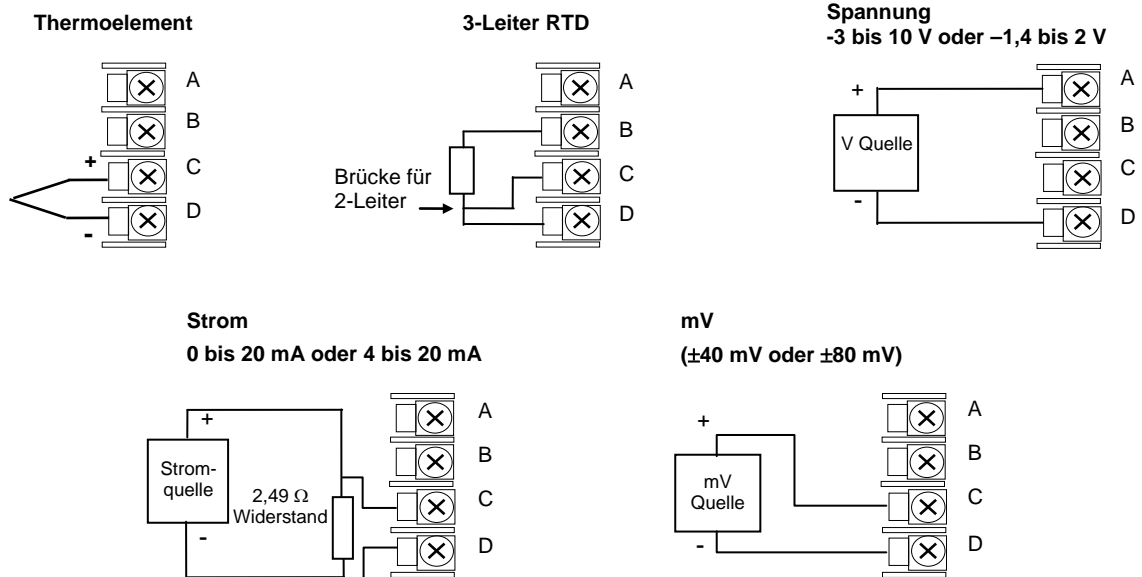 Thermoelement
A
B
+
C
D
-
3-Leiter RTD
A
B
Brücke für
2-Leiter
C
D
Spannung
-3 bis 10 V oder –1,4 bis 2 V
+
A
V Quelle
B
C
-
D
Strom
0 bis 20 mA oder 4 bis 20 mA
+
A
B
Strom-
quelle
2,49 Ω
Widerstand
C
-
D
mV
(±40 mV oder ±80 mV)
+
A
B
mV
Quelle
C
-
D